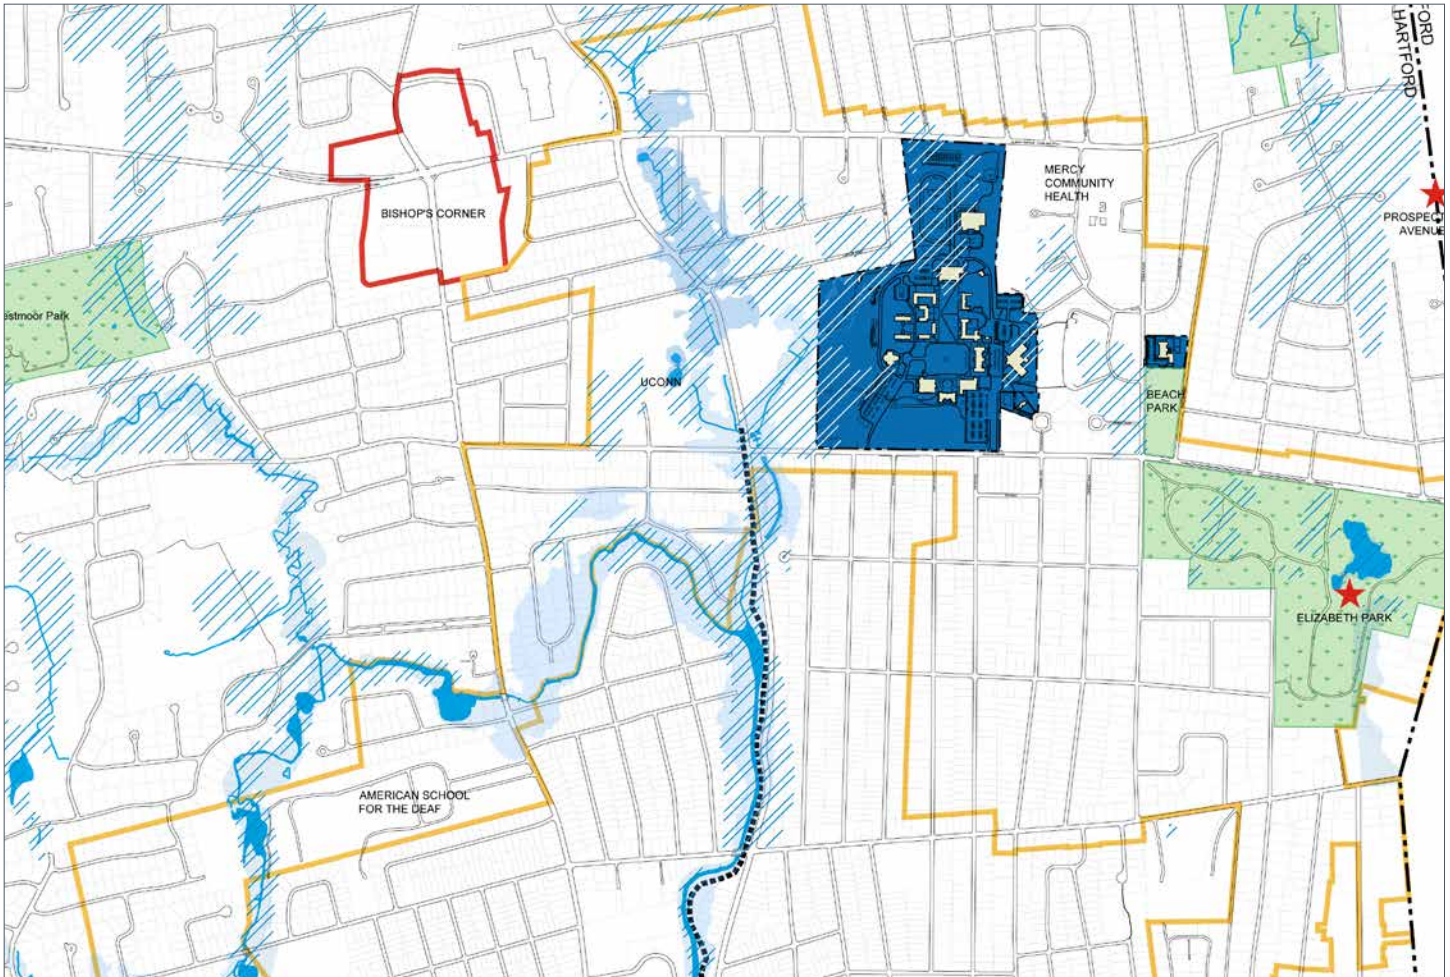 FORD
HARTFORD
MERCY
COMMUNITY
HEALTH
BISHOP'S CORNER
PROSPECT
AVENUE
estmoor Park
UCONN
BEACH
PARK
ELIZABETH PARK
AMERICAN SCHOOL
FOR THE DEAF